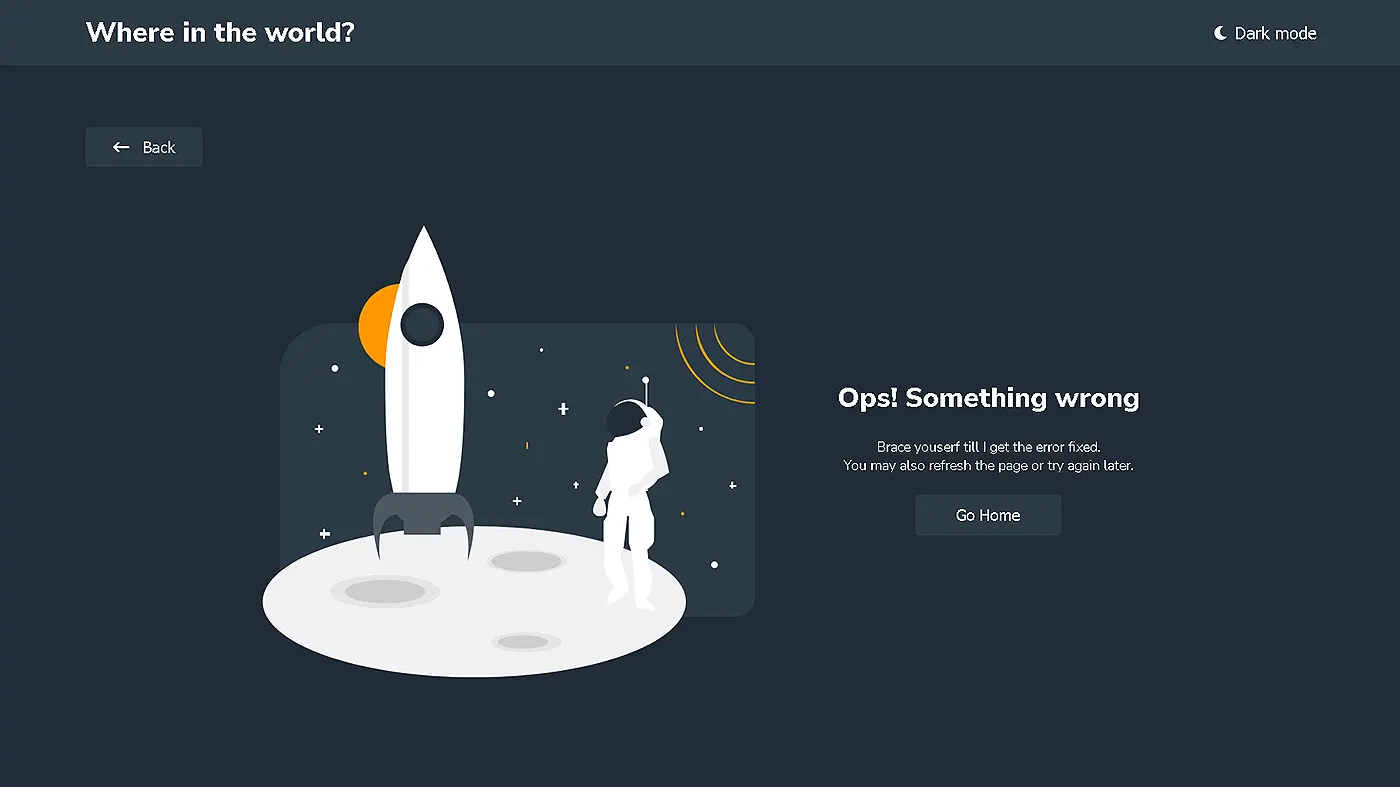 Where in the world?
Dark mode
Back
Ops! Something wrong
Brace youserf till I get the error fixed.
You may also refresh the page or try again later.
Go Home